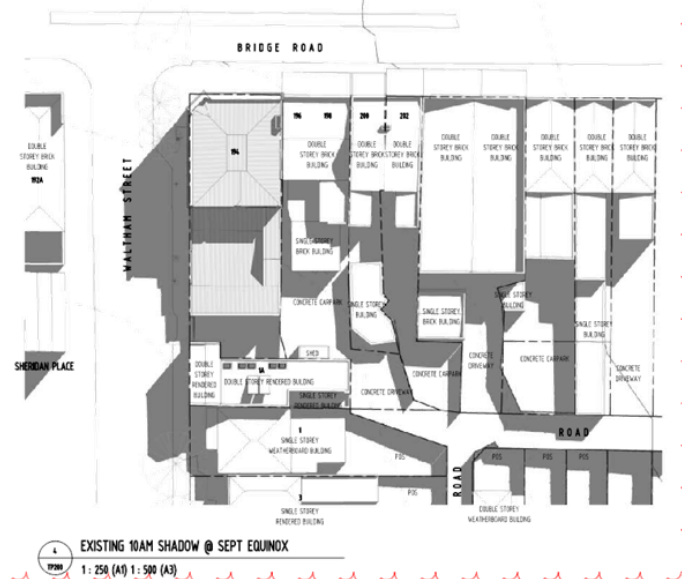 BRIDGE ROAD
WALTHAM STREET
DOUBLE
STOREY BRICK
BUILDING
192A
194
196
198
200
202
DOUBLE
STOREY BRICK
BUILDING
DOUBLE
STOREY BRICK
BUILDING
DOUBLE
STOREY BRICK
BUILDING
DOUBLE
STOREY BRICK
BUILDING
DOUBLE
STOREY BRICK
BUILDING
DOUBLE
STOREY BRICK
BUILDING
DOUBLE
STOREY BRICK
BUILDING
DOUBLE
STOREY BRICK
BUILDING
SINGLE STOREY
BRICK BUILDING
CONCRETE CARPARK
SINGLE STOREY
BUILDING
SINGLE STOREY
BRICK BUILDING
SINGLE STOREY
BUILDING
SINGLE STOREY
BUILDING
SHERIDAN PLACE
DOUBLE
STOREY
RENDERED
BUILDING
SHED
1A
DOUBLE STOREY RENDERED BUILDING
SINGLE STOREY
RENDERED BUILDING
CONCRETE DRIVEWAY
CONCRETE CARPARK
CONCRETE
DRIVEWAY
CONCRETE CARPARK
CONCRETE
DRIVEWAY
1
SINGLE STOREY
WEATHERBOARD BUILDING
ROAD
POS
POS
POS
POS
POS
ROAD
3
SINGLE STOREY
RENDERED BUILDING
DOUBLE STOREY
WEATHERBOARD BUILDING
4
TP280
EXISTING 10AM SHADOW @ SEPT EQUINOX
1 : 250 (A1) 1 : 500 (A3)